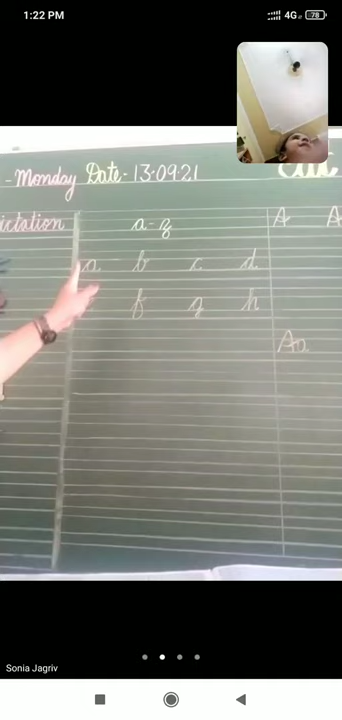 1:22 PM 4G 78
- Monday Date- 13-09-21
ictation a-z A A
a b c d
f g h
Aa
Sonia Jagriv